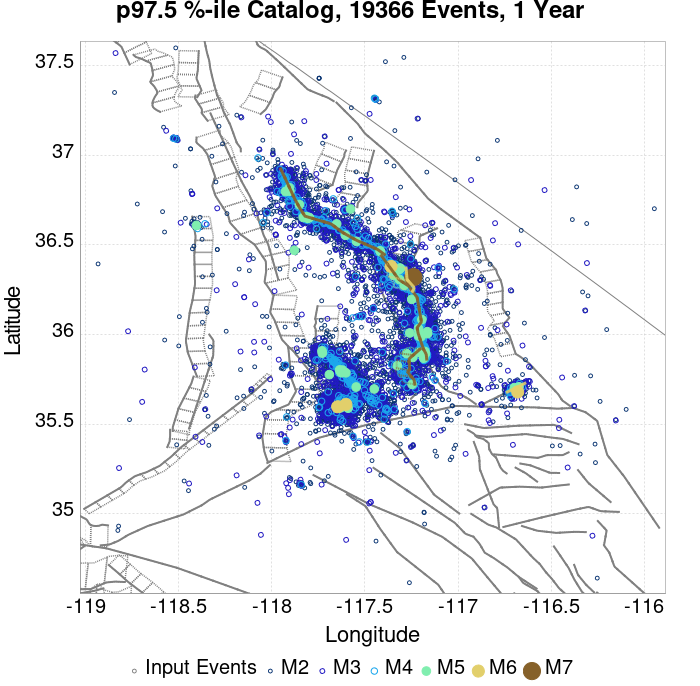 p97.5 %-ile Catalog, 19366 Events, 1 Year
37.5
37
36.5
36
35.5
35
Latitude
-119 -118.5 -118 -117.5 -117 -116.5 -116
Longitude
Input Events M2 M3 M4 M5 M6 M7